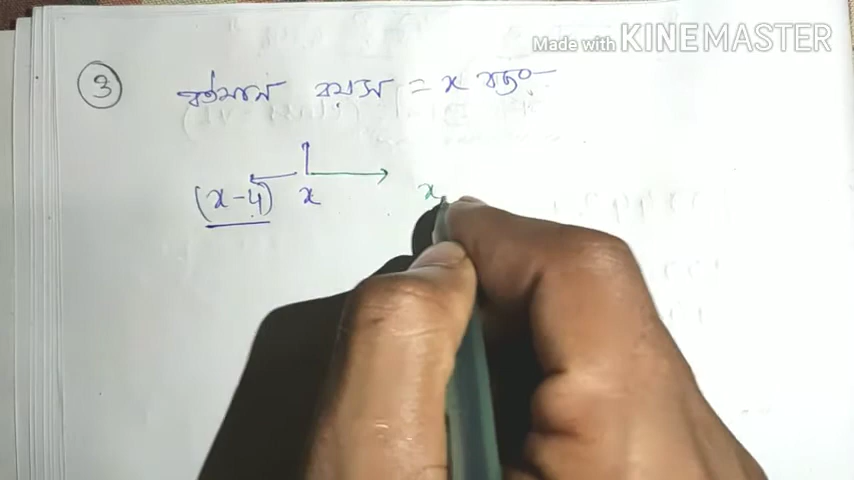 Made with KINEMASTER
③ বর্তমান বয়স = x বছর
(x-4) x x